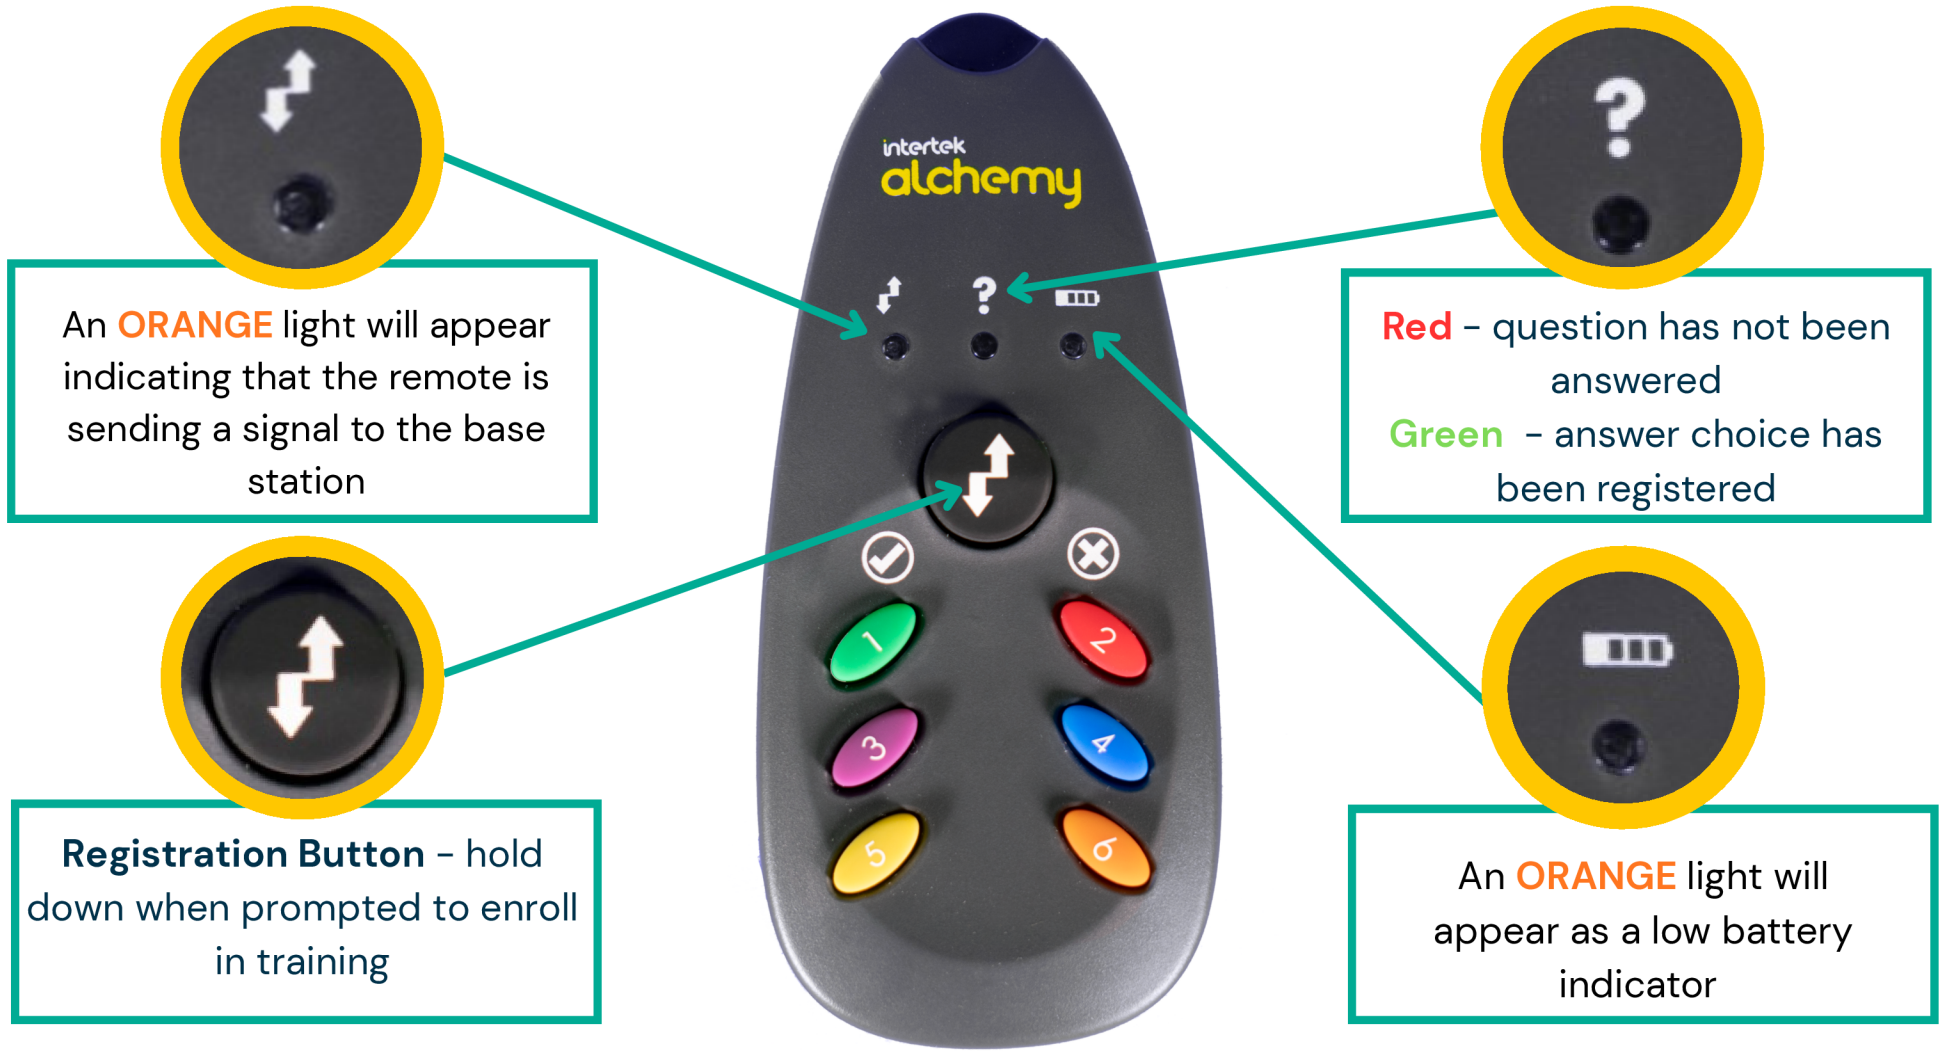 An ORANGE light will appear
indicating that the remote is
sending a signal to the base
station
Registration Button – hold
down when prompted to enroll
in training
intertek
alchemy
1
2
3
4
5
6
Red – question has not been
answered
Green – answer choice has
been registered
An ORANGE light will
appear as a low battery
indicator